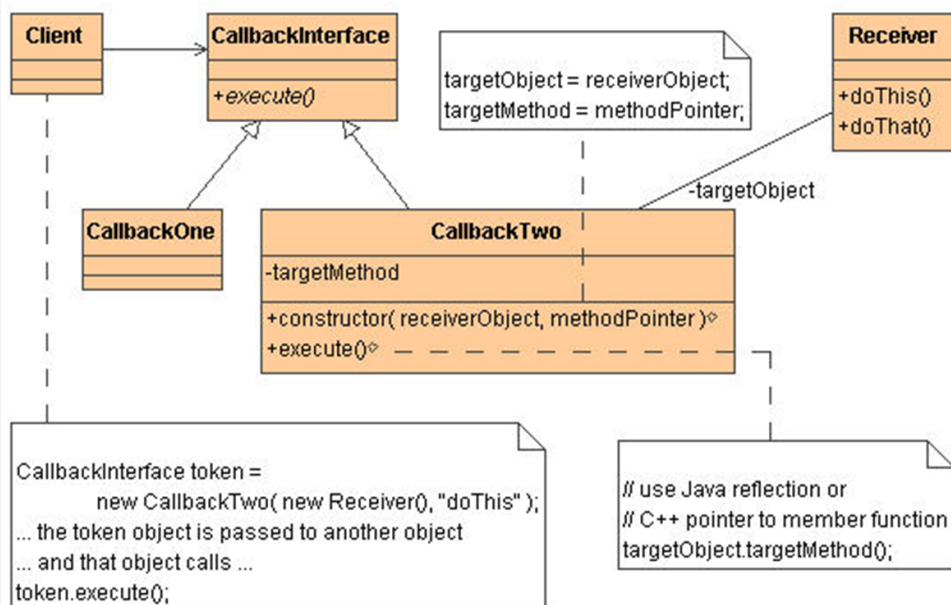 Client
CallbackInterface
+execute()
targetObject = receiverObject;
targetMethod = methodPointer;
Receiver
+doThis()
+doThat()
-targetObject
CallbackOne
CallbackTwo
-targetMethod
+constructor( receiverObject, methodPointer )
+execute()
CallbackInterface token =
new CallbackTwo( new Receiver(), "doThis" );
... the token object is passed to another object
... and that object calls ...
token.execute();
// use Java reflection or
// C++ pointer to member function
targetObject.targetMethod();